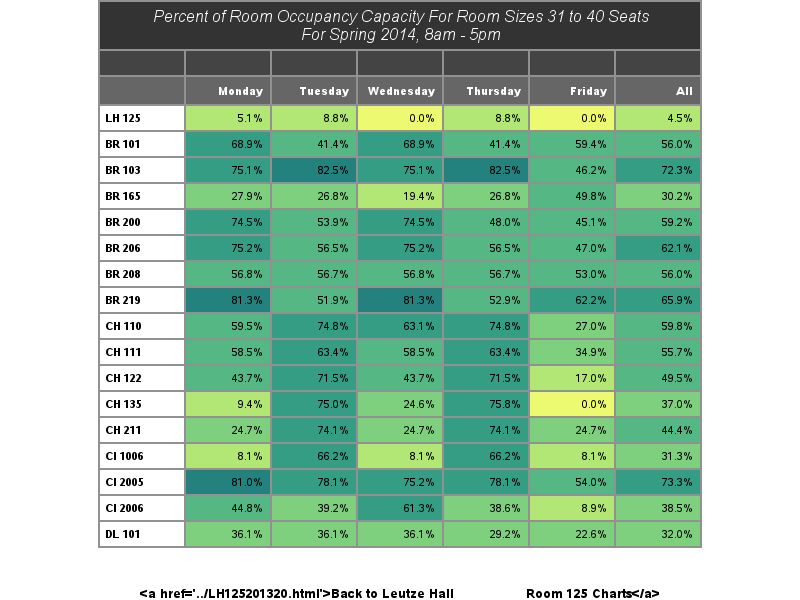 Percent of Room Occupancy Capacity For Room Sizes 31 to 40 Seats
For Spring 2014, 8am - 5pm
Monday Tuesday Wednesday Thursday Friday All
LH 125 5.1% 8.8% 0.0% 8.8% 0.0% 4.5%
BR 101 68.9% 41.4% 68.9% 41.4% 59.4% 56.0%
BR 103 75.1% 82.5% 75.1% 82.5% 46.2% 72.3%
BR 165 27.9% 26.8% 19.4% 26.8% 49.8% 30.2%
BR 200 74.5% 53.9% 74.5% 48.0% 45.1% 59.2%
BR 206 75.2% 56.5% 75.2% 56.5% 47.0% 62.1%
BR 208 56.8% 56.7% 56.8% 56.7% 53.0% 56.0%
BR 219 81.3% 51.9% 81.3% 52.9% 62.2% 65.9%
CH 110 59.5% 74.8% 63.1% 74.8% 27.0% 59.8%
CH 111 58.5% 63.4% 58.5% 63.4% 34.9% 55.7%
CH 122 43.7% 71.5% 43.7% 71.5% 17.0% 49.5%
CH 135 9.4% 75.0% 24.6% 75.8% 0.0% 37.0%
CH 211 24.7% 74.1% 24.7% 74.1% 24.7% 44.4%
CI 1006 8.1% 66.2% 8.1% 66.2% 8.1% 31.3%
CI 2005 81.0% 78.1% 75.2% 78.1% 54.0% 73.3%
CI 2006 44.8% 39.2% 61.3% 38.6% 8.9% 38.5%
DL 101 36.1% 36.1% 36.1% 29.2% 22.6% 32.0%
<a href='../LH125201320.html'>Back to Leutze Hall Room 125 Charts</a>